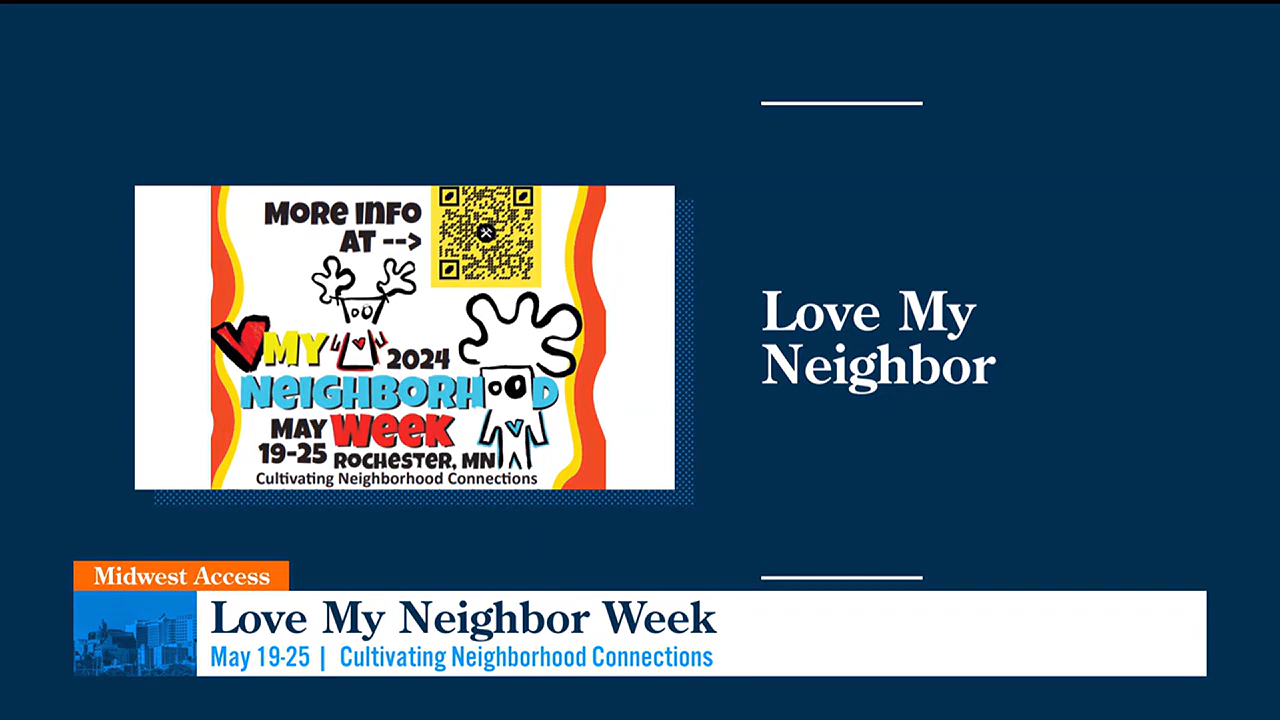 MORE INFO
AT -->
MY
2024
NEIGHBORHOOD
MAY WEEK
19-25 ROCHESTER, MN
Cultivating Neighborhood Connections
Love My
Neighbor
Midwest Access
Love My Neighbor Week
May 19-25 | Cultivating Neighborhood Connections